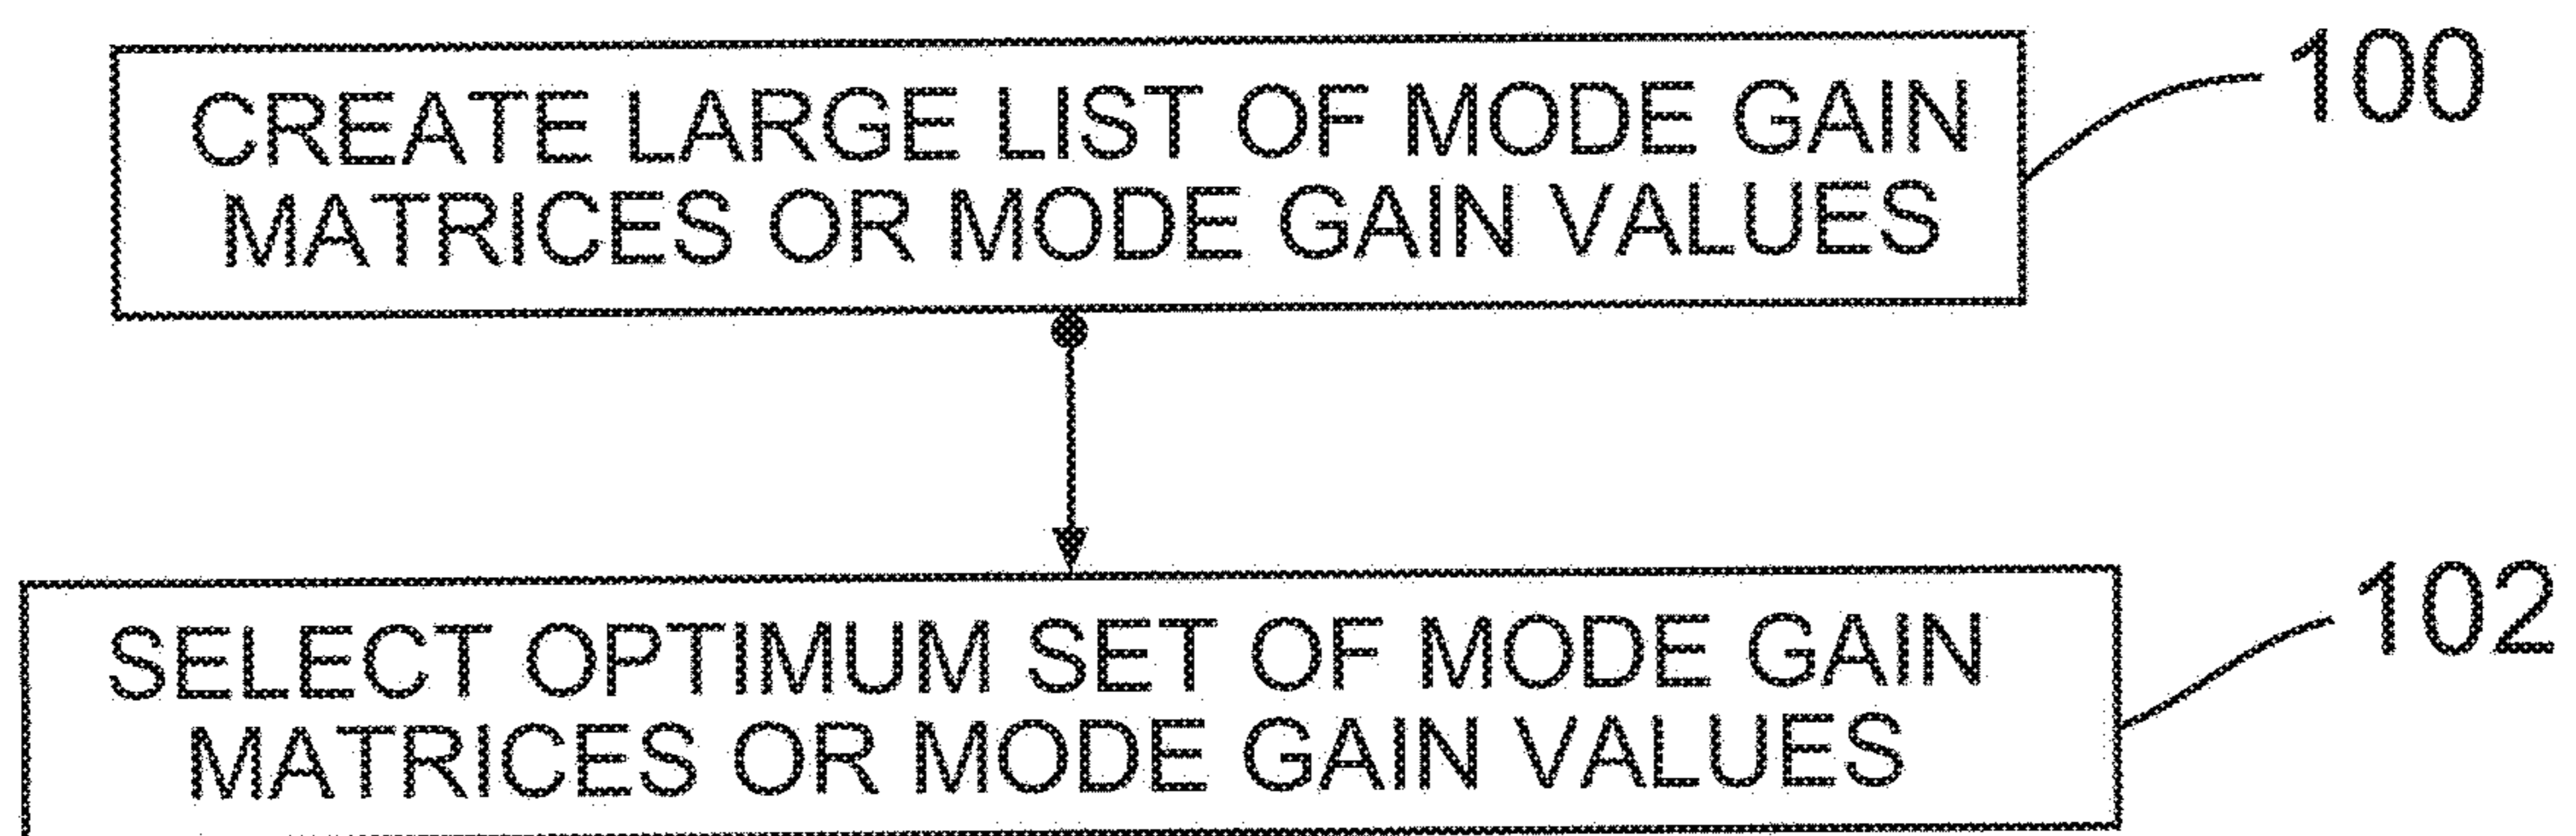 CREATE LARGE LIST OF MODE GAIN
MATRICES OR MODE GAIN VALUES
100
SELECT OPTIMUM SET OF MODE GAIN
MATRICES OR MODE GAIN VALUES
102